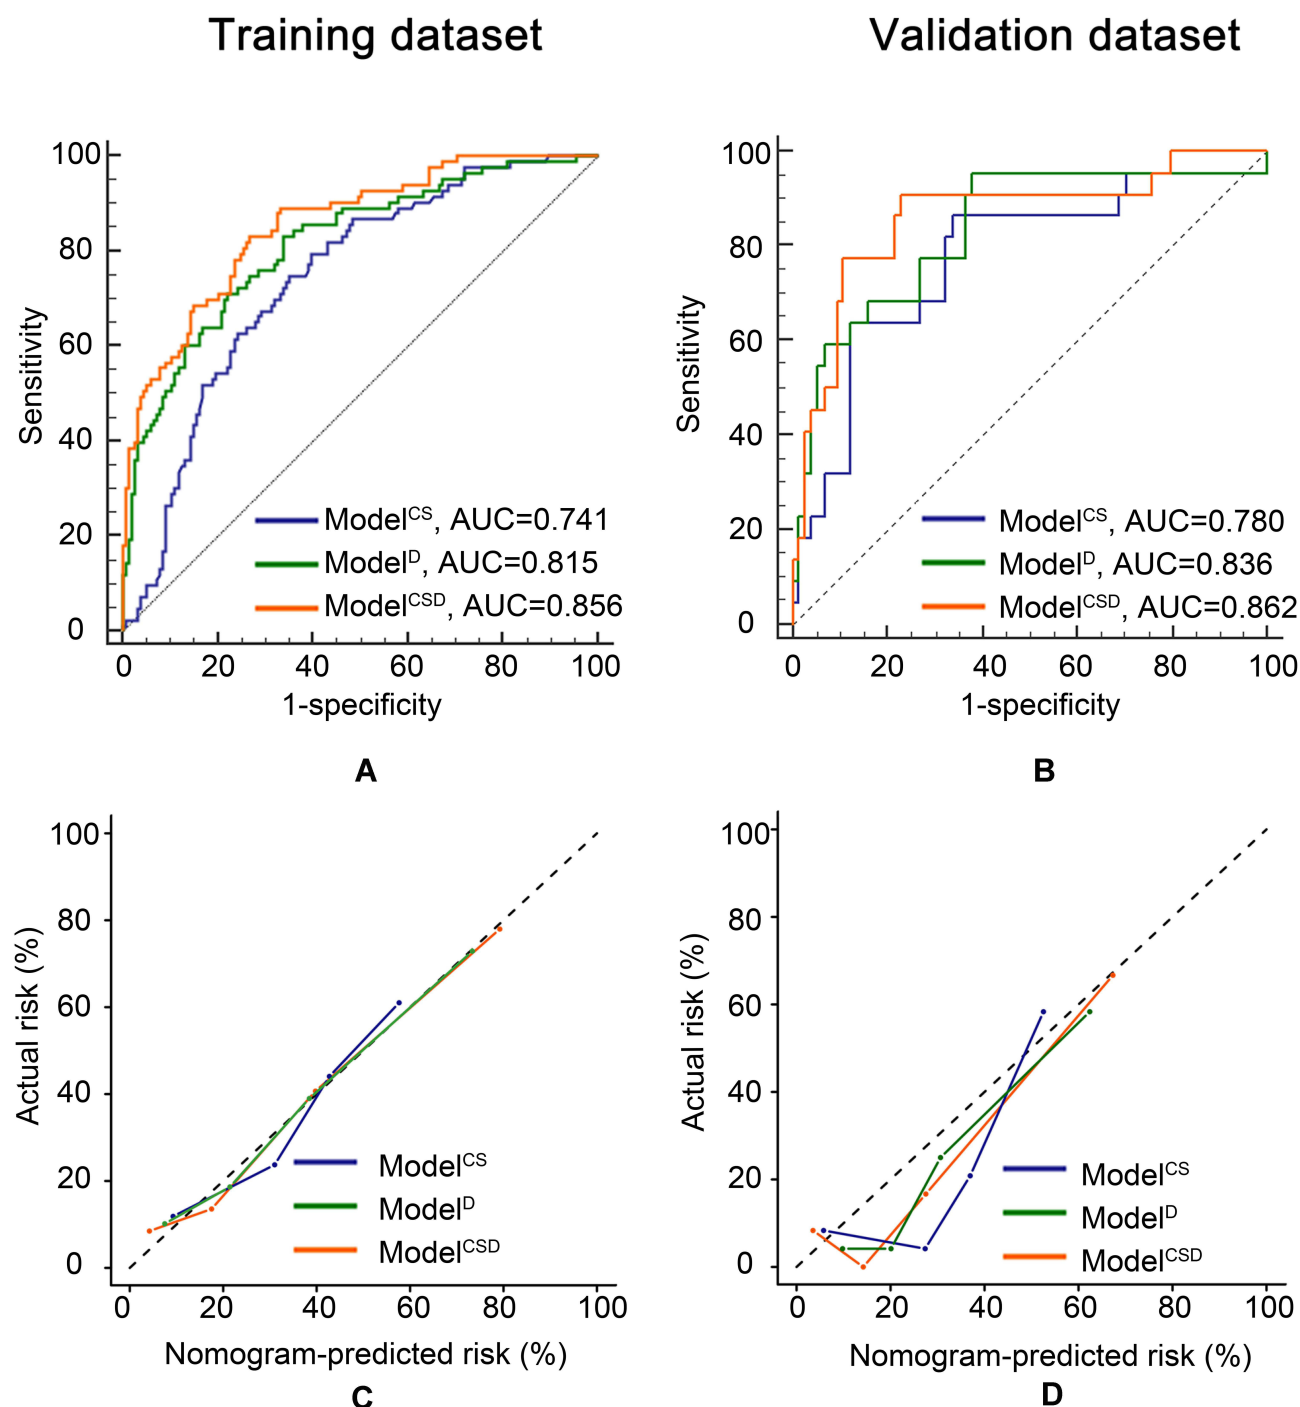 Training dataset
Validation dataset
Sensitivity
100
80
60
40
20
0
Model^CS, AUC=0.741
Model^D, AUC=0.815
Model^CSD, AUC=0.856
0 20 40 60 80 100
1-specificity
A
Sensitivity
100
80
60
40
20
0
Model^CS, AUC=0.780
Model^D, AUC=0.836
Model^CSD, AUC=0.862
0 20 40 60 80 100
1-specificity
B
Actual risk (%)
100
80
60
40
20
0
Model^CS
Model^D
Model^CSD
0 20 40 60 80 100
Nomogram-predicted risk (%)
C
Actual risk (%)
100
80
60
40
20
0
Model^CS
Model^D
Model^CSD
0 20 40 60 80 100
Nomogram-predicted risk (%)
D